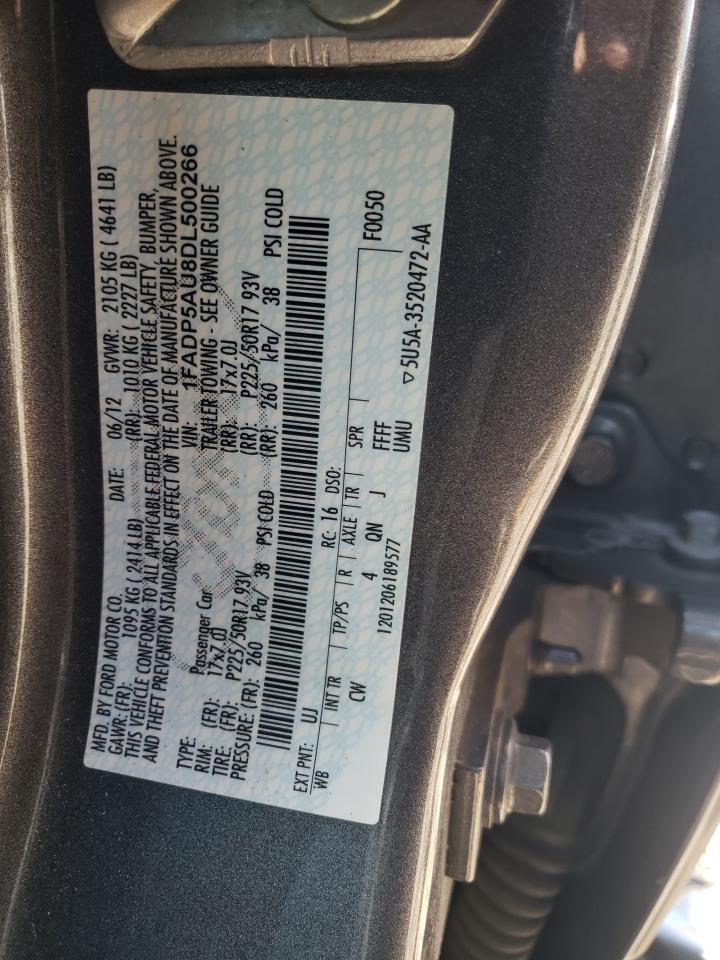 MFD. BY FORD MOTOR CO.
DATE: 06/12 GVWR: 2105 KG ( 4641 LB)
GAWR:(FR): 1095 KG ( 2414 LB) (RR): 1010 KG ( 2227 LB)
THIS VEHICLE CONFORMS TO ALL APPLICABLE FEDERAL MOTOR VEHICLE SAFETY, BUMPER,
AND THEFT PREVENTION STANDARDS IN EFFECT ON THE DATE OF MANUFACTURE SHOWN ABOVE.
VIN: 1FADP5AU8DL500266
TYPE: Passenger Car TRAILER TOWING - SEE OWNER GUIDE
RIM: (FR): 17x7.0J (RR): 17x7.0J
TIRE: (FR): P225/50R17 93V (RR): P225/50R17 93V
PRESSURE:(FR): 260 kPa/ 38 PSI COLD (RR): 260 kPa/ 38 PSI COLD
EXT PNT: UJ RC: 16 DSO: F0050
WB INT TR TP/PS R AXLE TR SPR
CW 4 QN J FFFF
UMU
1201206189577 5U5A-3520472-AA